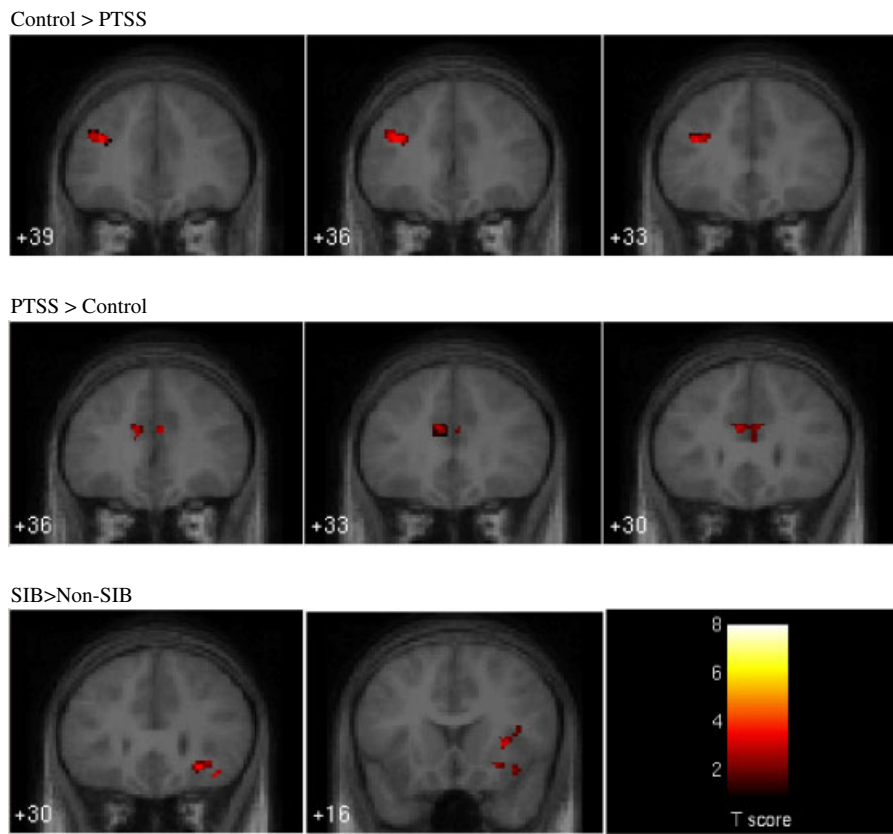 Control > PTSS
+39 +36 +33
PTSS > Control
+36 +33 +30
SIB>Non-SIB
+30 +16
8
6
4
2
T score